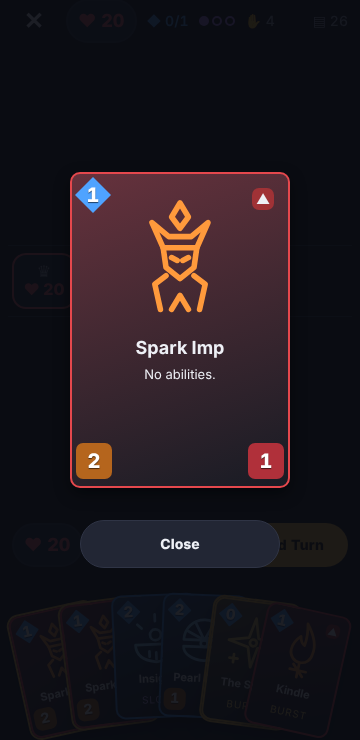 20 0/1 4 26
1
Spark Imp
No abilities.
2 1
20
20
Close
d Turn
1 1 2 2 0 1
Spar Spark Insi Pearl The S Kindle
BURST
2 2 1